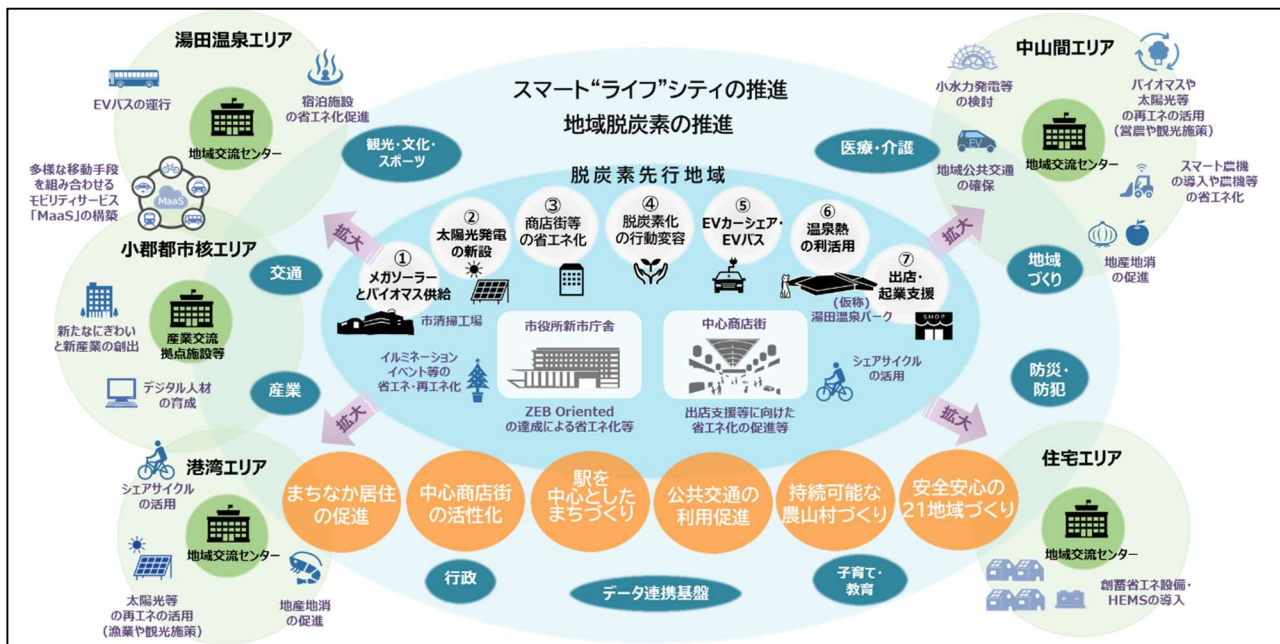 スマート“ライフ”シティの推進
地域脱炭素の推進
湯田温泉エリア
EVバスの運行
宿泊施設
の省エネ化促進
地域交流センター
多様な移動手段
を組み合わせる
モビリティサービス
「MaaS」の構築
MaaS
小郡都市核エリア
新たなにぎわい
と新産業の創出
産業交流
拠点施設等
デジタル人材
の育成
港湾エリア
シェアサイクル
の活用
地域交流センター
太陽光等
の再エネの活用
(漁業や観光施策)
地産地消
の促進
観光・文化・
スポーツ
交通
産業
行政
データ連携基盤
子育て・
教育
医療・介護
地域
づくり
防災・
防犯
拡大
拡大
拡大
拡大
脱炭素先行地域
①
メガソーラー
とバイオマス供給
②
太陽光発電
の新設
③
商店街等
の省エネ化
④
脱炭素化
の行動変容
⑤
EVカーシェア・
EVバス
⑥
温泉熱
の利活用
⑦
出店・
起業支援
SHOP
市清掃工場
(仮称)
湯田温泉パーク
イルミネーション
イベント等の
省エネ・再エネ化
市役所新市庁舎
ZEB Oriented
の達成による省エネ化等
中心商店街
出店支援等に向けた
省エネ化の促進等
シェアサイクル
の活用
まちなか居住
の促進
中心商店街
の活性化
駅を
中心とした
まちづくり
公共交通の
利用促進
持続可能な
農山村づくり
安全安心の
21地域づくり
中山間エリア
小水力発電等
の検討
バイオマスや
太陽光等
の再エネの活用
(営農や観光施策)
地域交流センター
EV
地域公共交通
の確保
スマート農機
の導入や農機等
の省エネ化
地産地消
の促進
住宅エリア
地域交流センター
創蓄省エネ設備・
HEMSの導入